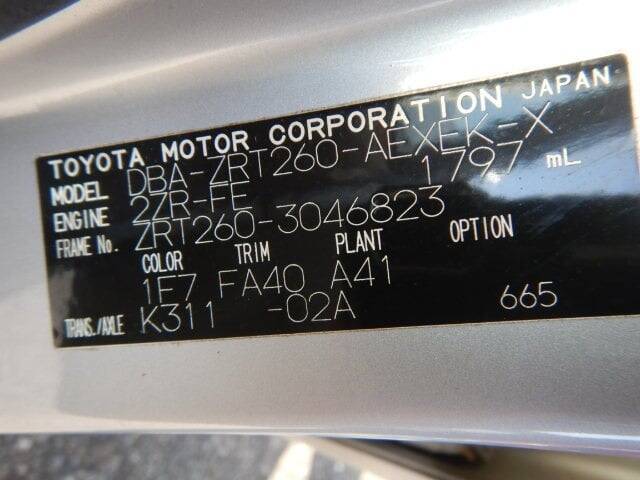 TOYOTA MOTOR CORPORATION JAPAN
MODEL DBA-ZRT260-AEXEK-X
ENGINE 2ZR-FE 1797 mL
FRAME No. ZRT260-3046823
COLOR TRIM PLANT OPTION
1F7 FA40 A41
TRANS./AXLE K311 -02A 665